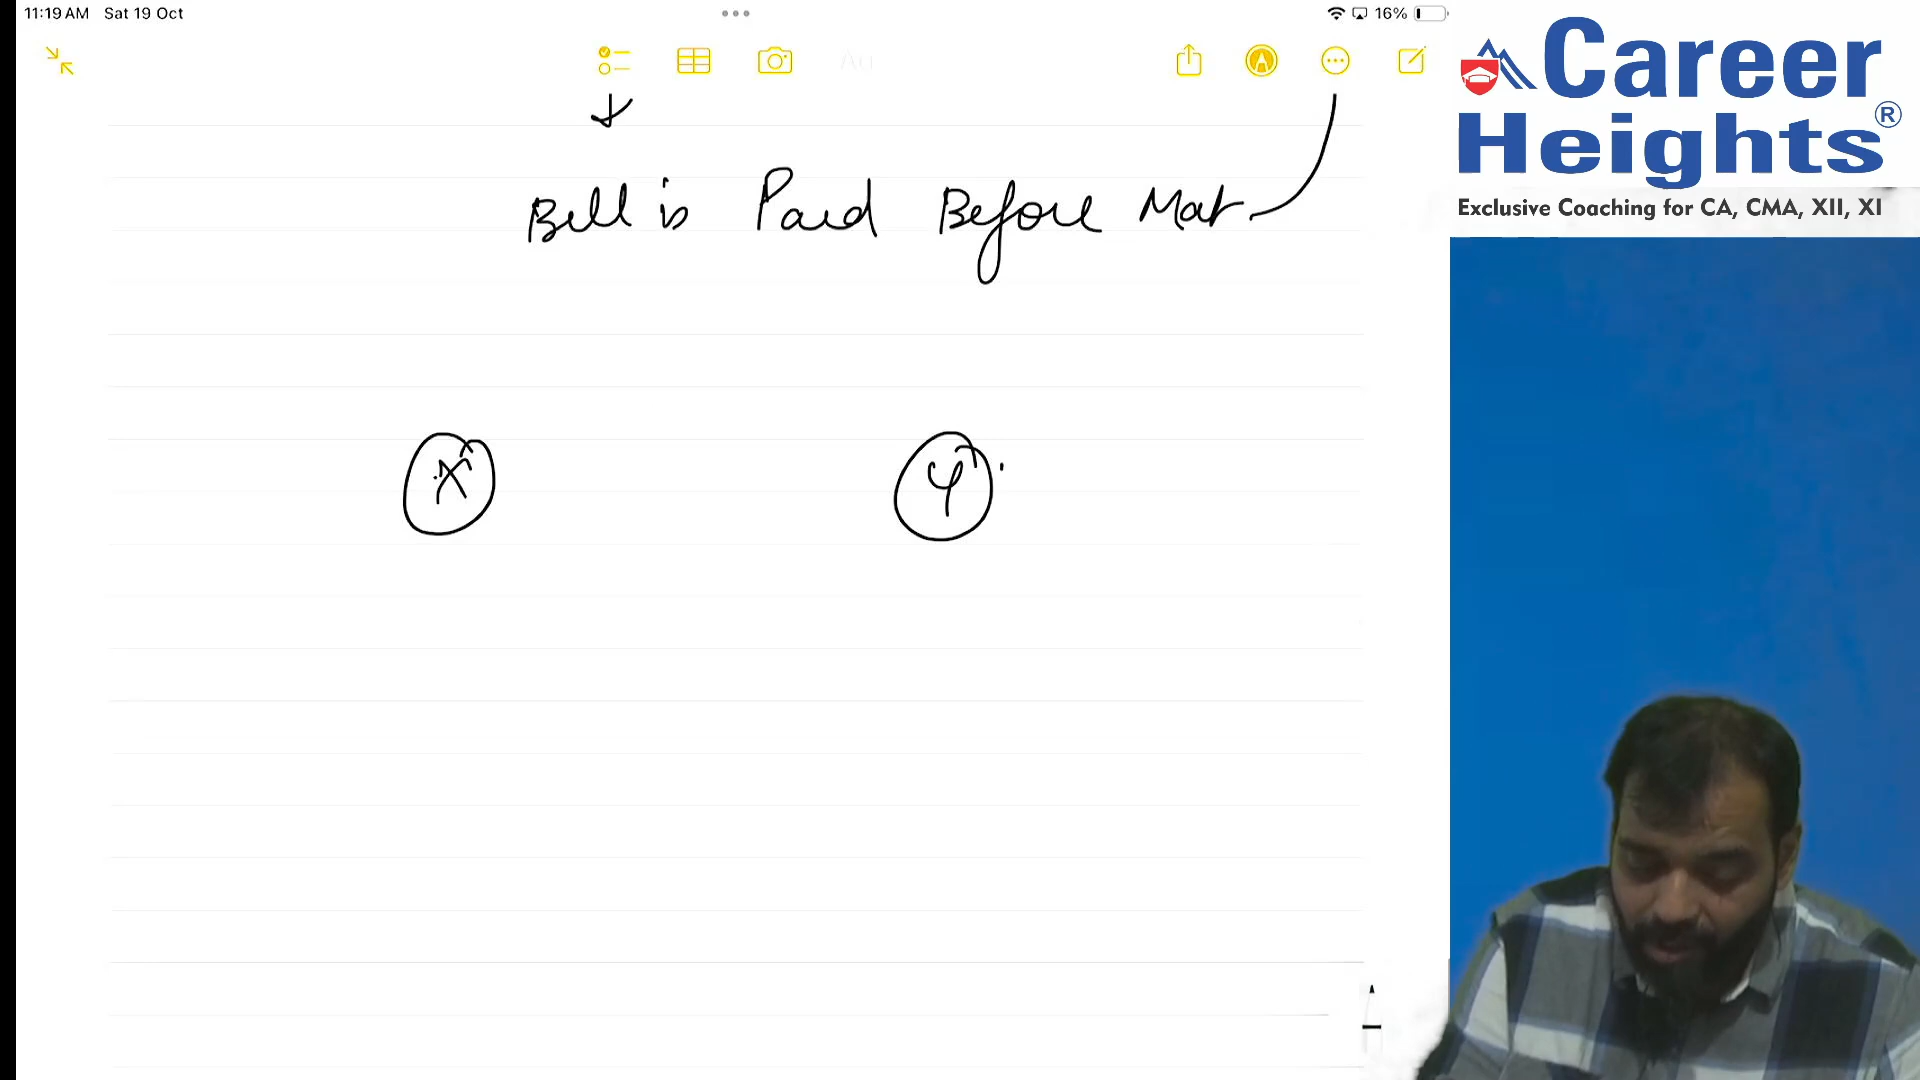 11:19 AM Sat 19 Oct
16%
Career
Heights®
Exclusive Coaching for CA, CMA, XII, XI
Bill is Paid Before Mat
X
Y